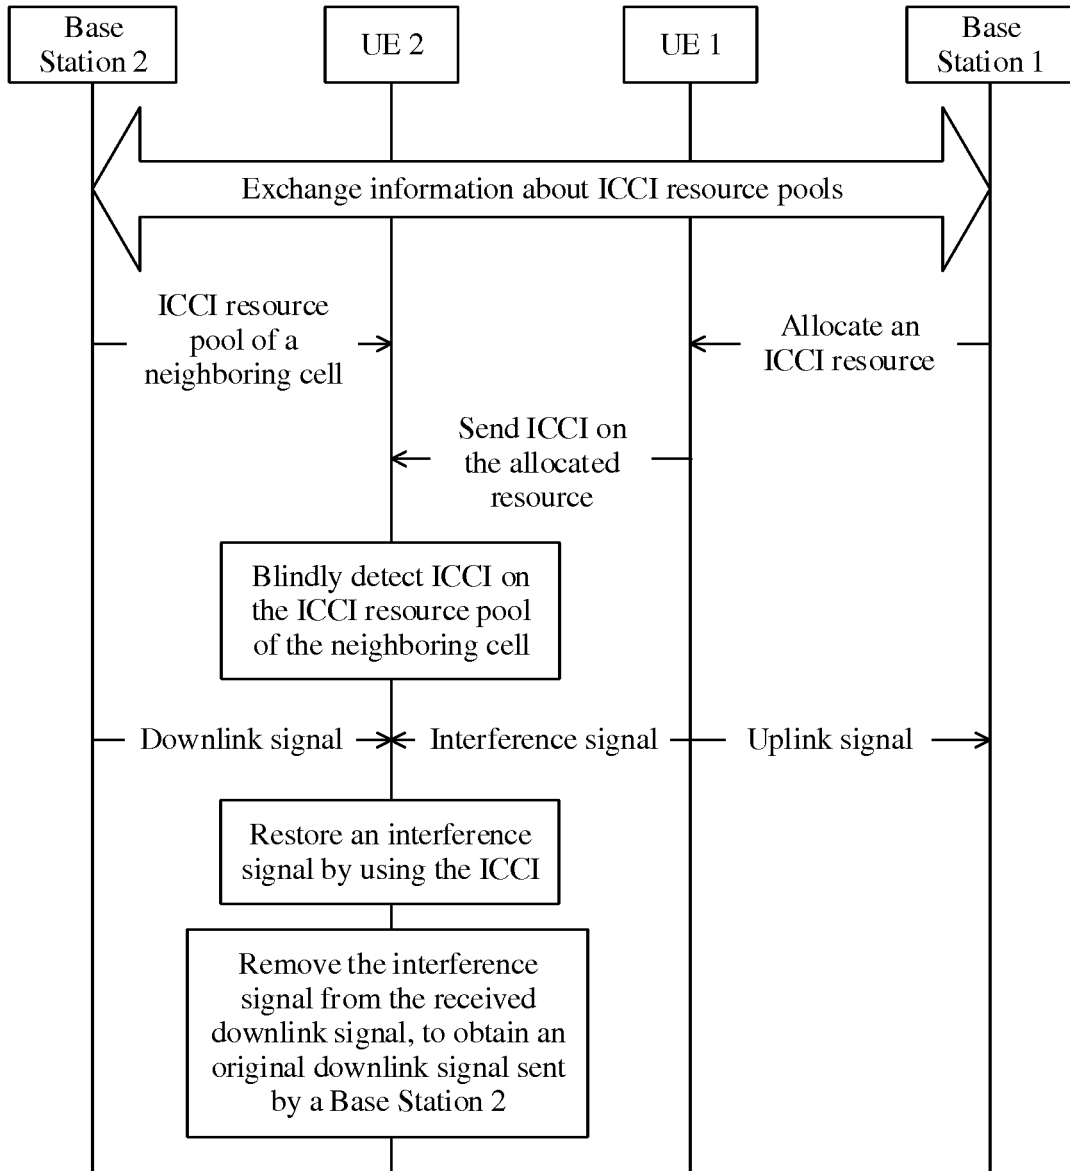 Base
Station 2
UE 2
UE 1
Base
Station 1
Exchange information about ICCI resource pools
ICCI resource
pool of a
neighboring cell
Allocate an
ICCI resource
Send ICCI on
the allocated
resource
Blindly detect ICCI on
the ICCI resource pool
of the neighboring cell
Downlink signal
Interference signal
Uplink signal
Restore an interference
signal by using the ICCI
Remove the interference
signal from the received
downlink signal, to obtain an
original downlink signal sent
by a Base Station 2